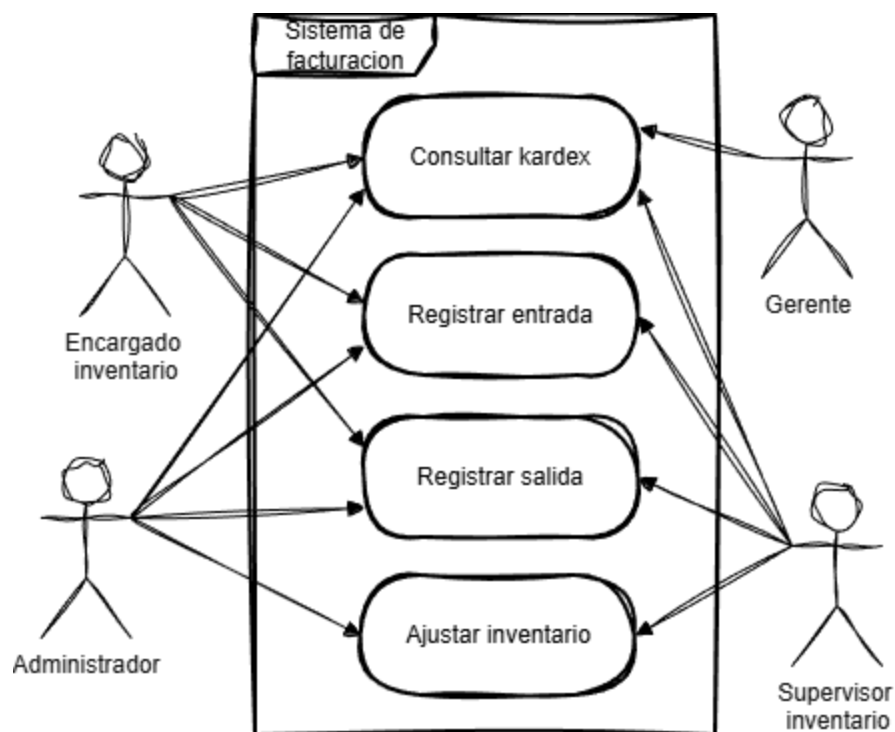 Sistema de
facturacion
Consultar kardex
Encargado
inventario
Gerente
Registrar entrada
Registrar salida
Administrador
Ajustar inventario
Supervisor
inventario